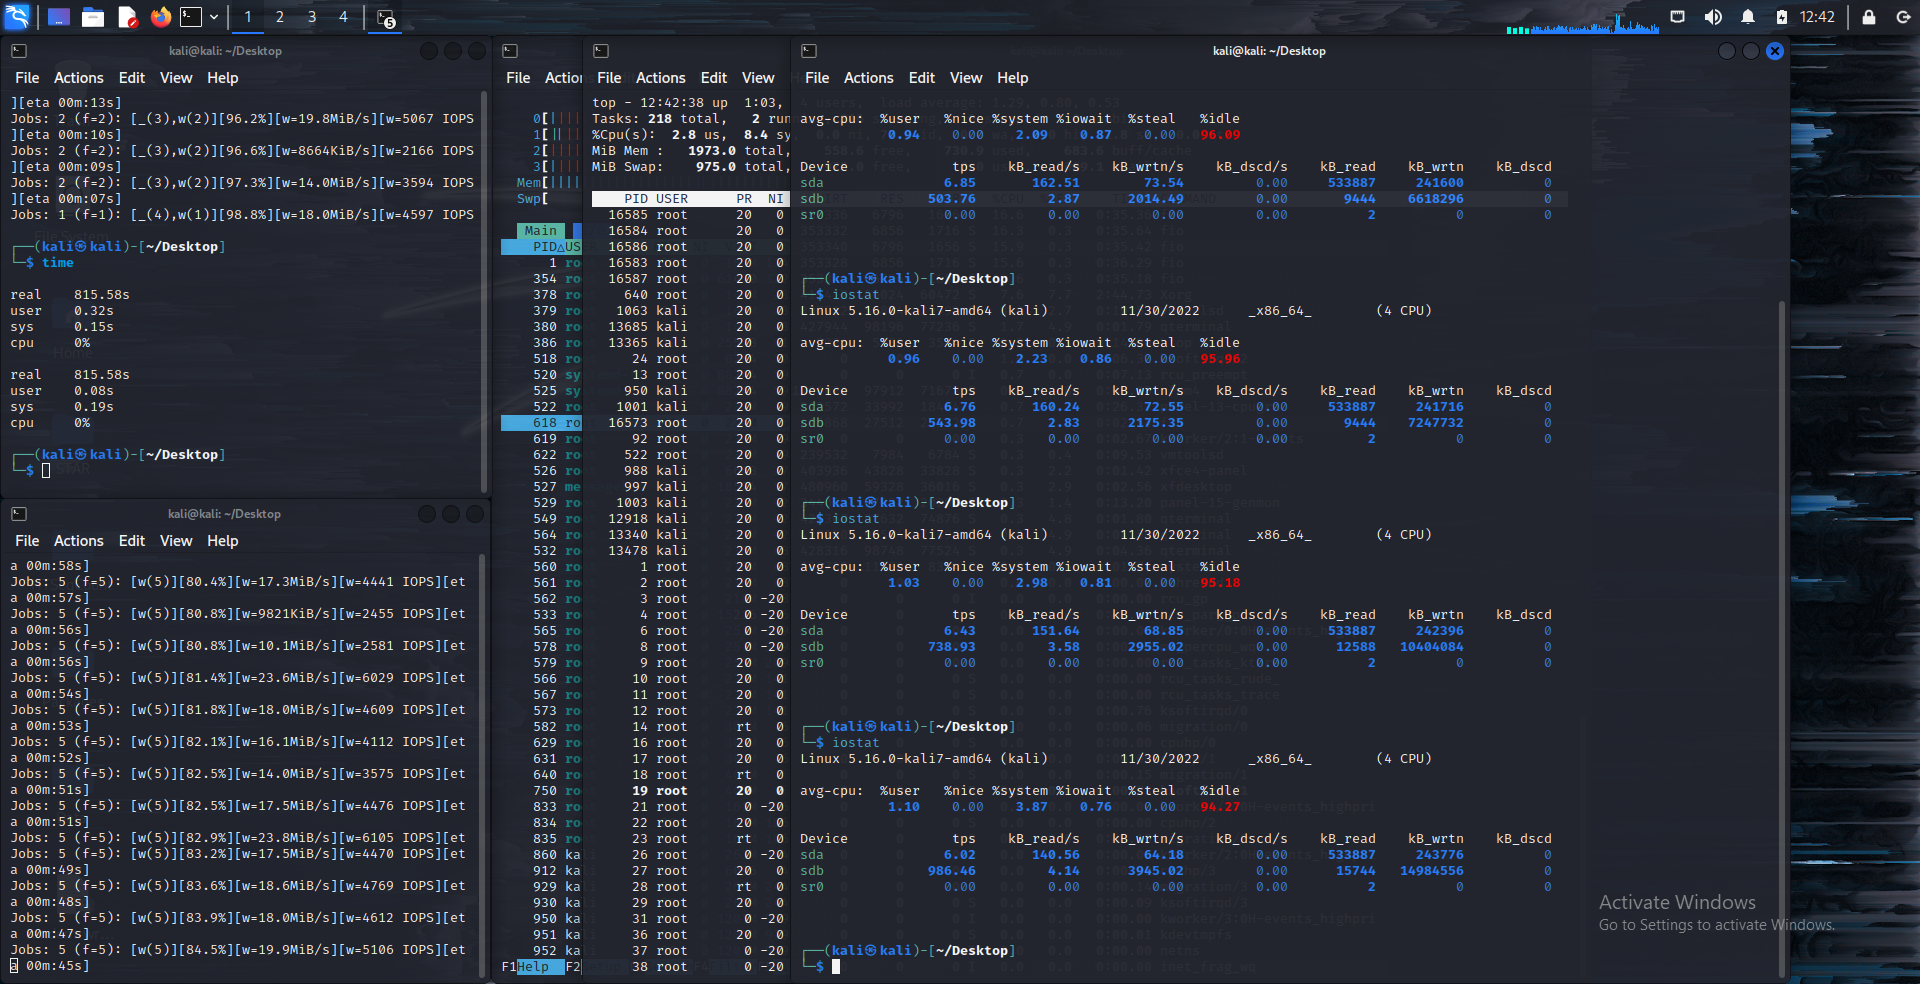 1 2 3 4 5 12:42
kali@kali: ~/Desktop
File Actions Edit View Help
][eta 00m:13s]
Jobs: 2 (f=2): [_(3),w(2)][96.2%][w=19.8MiB/s][w=5067 IOPS
][eta 00m:10s]
Jobs: 2 (f=2): [_(3),w(2)][96.6%][w=8664KiB/s][w=2166 IOPS
][eta 00m:09s]
Jobs: 2 (f=2): [_(3),w(2)][97.3%][w=14.0MiB/s][w=3594 IOPS
][eta 00m:07s]
Jobs: 1 (f=1): [_(4),w(1)][98.8%][w=18.0MiB/s][w=4597 IOPS
┌──(kali㉿kali)-[~/Desktop]
└─$ time
real 815.58s
user 0.32s
sys 0.15s
cpu 0%
real 815.58s
user 0.08s
sys 0.19s
cpu 0%
┌──(kali㉿kali)-[~/Desktop]
└─$
kali@kali: ~/Desktop
File Actions Edit View Help
a 00m:58s]
Jobs: 5 (f=5): [w(5)][80.4%][w=17.3MiB/s][w=4441 IOPS][et
a 00m:57s]
Jobs: 5 (f=5): [w(5)][80.8%][w=9821KiB/s][w=2455 IOPS][et
a 00m:56s]
Jobs: 5 (f=5): [w(5)][80.8%][w=10.1MiB/s][w=2581 IOPS][et
a 00m:56s]
Jobs: 5 (f=5): [w(5)][81.4%][w=23.6MiB/s][w=6029 IOPS][et
a 00m:54s]
Jobs: 5 (f=5): [w(5)][81.8%][w=18.0MiB/s][w=4609 IOPS][et
a 00m:53s]
Jobs: 5 (f=5): [w(5)][82.1%][w=16.1MiB/s][w=4112 IOPS][et
a 00m:52s]
Jobs: 5 (f=5): [w(5)][82.5%][w=14.0MiB/s][w=3575 IOPS][et
a 00m:51s]
Jobs: 5 (f=5): [w(5)][82.5%][w=17.5MiB/s][w=4476 IOPS][et
a 00m:51s]
Jobs: 5 (f=5): [w(5)][82.9%][w=23.8MiB/s][w=6105 IOPS][et
Jobs: 5 (f=5): [w(5)][83.2%][w=17.5MiB/s][w=4470 IOPS][et
a 00m:49s]
Jobs: 5 (f=5): [w(5)][83.6%][w=18.6MiB/s][w=4769 IOPS][et
a 00m:48s]
Jobs: 5 (f=5): [w(5)][83.9%][w=18.0MiB/s][w=4612 IOPS][et
a 00m:47s]
Jobs: 5 (f=5): [w(5)][84.5%][w=19.9MiB/s][w=5106 IOPS][et
a 00m:45s]
File Actio
0[||||
1[||||
2[||||
3[||||
Mem[||||
Swp[
Main
PID△US
1 ro
354 ro
378 ro
379 ro
380 ro
386 ro
518 ro
520 sy
525 sy
522 ro
618 ro
619 ro
622 ro
526 ro
527 me
529 ro
549 ro
564 ro
532 ro
560 ro
561 ro
562 ro
533 ro
565 ro
578 ro
579 ro
566 ro
567 ro
573 ro
582 ro
629 ro
631 ro
640 ro
750 ro
833 ro
834 ro
835 ro
860 ka
912 ka
929 ka
930 ka
950 ka
951 ka
952 ka
F1Help F2
File Actions Edit View
top - 12:42:38 up 1:03,
Tasks: 218 total, 2 run
%Cpu(s): 2.8 us, 8.4 sy
MiB Mem : 1973.0 total,
MiB Swap: 975.0 total,
PID USER PR NI
16585 root 20 0
16584 root 20 0
16586 root 20 0
16583 root 20 0
16587 root 20 0
640 root 20 0
1063 kali 20 0
13685 kali 20 0
13365 kali 20 0
24 root 20 0
13 root 20 0
950 kali 20 0
1001 kali 20 0
16573 root 20 0
92 root 20 0
522 root 20 0
988 kali 20 0
997 kali 20 0
1003 kali 20 0
12918 kali 20 0
13340 kali 20 0
13478 kali 20 0
1 root 20 0
2 root 20 0
3 root 0 -20
4 root 0 -20
6 root 0 -20
8 root 0 -20
9 root 20 0
10 root 20 0
11 root 20 0
12 root 20 0
14 root rt 0
16 root 20 0
17 root 20 0
18 root rt 0
19 root 20 0
21 root 0 -20
22 root 20 0
23 root rt 0
26 root 0 -20
27 root 20 0
28 root rt 0
29 root 20 0
31 root 0 -20
36 root 20 0
37 root 0 -20
38 root 0 -20
kali@kali: ~/Desktop
File Actions Edit View Help
avg-cpu: %user %nice %system %iowait %steal %idle
0.94 0.00 2.09 0.87 0.00 96.09
Device tps kB_read/s kB_wrtn/s kB_dscd/s kB_read kB_wrtn kB_dscd
sda 6.85 162.51 73.54 0.00 533887 241600 0
sdb 503.76 2.87 2014.49 0.00 9444 6618296 0
sr0 0.00 0.00 0.00 0.00 2 0 0
┌──(kali㉿kali)-[~/Desktop]
└─$ iostat
Linux 5.16.0-kali7-amd64 (kali) 11/30/2022 _x86_64_ (4 CPU)
avg-cpu: %user %nice %system %iowait %steal %idle
0.96 0.00 2.23 0.86 0.00 95.96
Device tps kB_read/s kB_wrtn/s kB_dscd/s kB_read kB_wrtn kB_dscd
sda 6.76 160.24 72.55 0.00 533887 241716 0
sdb 543.98 2.83 2175.35 0.00 9444 7247732 0
sr0 0.00 0.00 0.00 0.00 2 0 0
┌──(kali㉿kali)-[~/Desktop]
└─$ iostat
Linux 5.16.0-kali7-amd64 (kali) 11/30/2022 _x86_64_ (4 CPU)
avg-cpu: %user %nice %system %iowait %steal %idle
1.03 0.00 2.98 0.81 0.00 95.18
Device tps kB_read/s kB_wrtn/s kB_dscd/s kB_read kB_wrtn kB_dscd
sda 6.43 151.64 68.85 0.00 533887 242396 0
sdb 738.93 3.58 2955.02 0.00 12588 10404084 0
sr0 0.00 0.00 0.00 0.00 2 0 0
┌──(kali㉿kali)-[~/Desktop]
└─$ iostat
Linux 5.16.0-kali7-amd64 (kali) 11/30/2022 _x86_64_ (4 CPU)
avg-cpu: %user %nice %system %iowait %steal %idle
1.10 0.00 3.87 0.76 0.00 94.27
Device tps kB_read/s kB_wrtn/s kB_dscd/s kB_read kB_wrtn kB_dscd
sda 6.02 140.56 64.18 0.00 533887 243776 0
sdb 986.46 4.14 3945.02 0.00 15744 14984556 0
sr0 0.00 0.00 0.00 0.00 2 0 0
┌──(kali㉿kali)-[~/Desktop]
└─$
Activate Windows
Go to Settings to activate Windows.